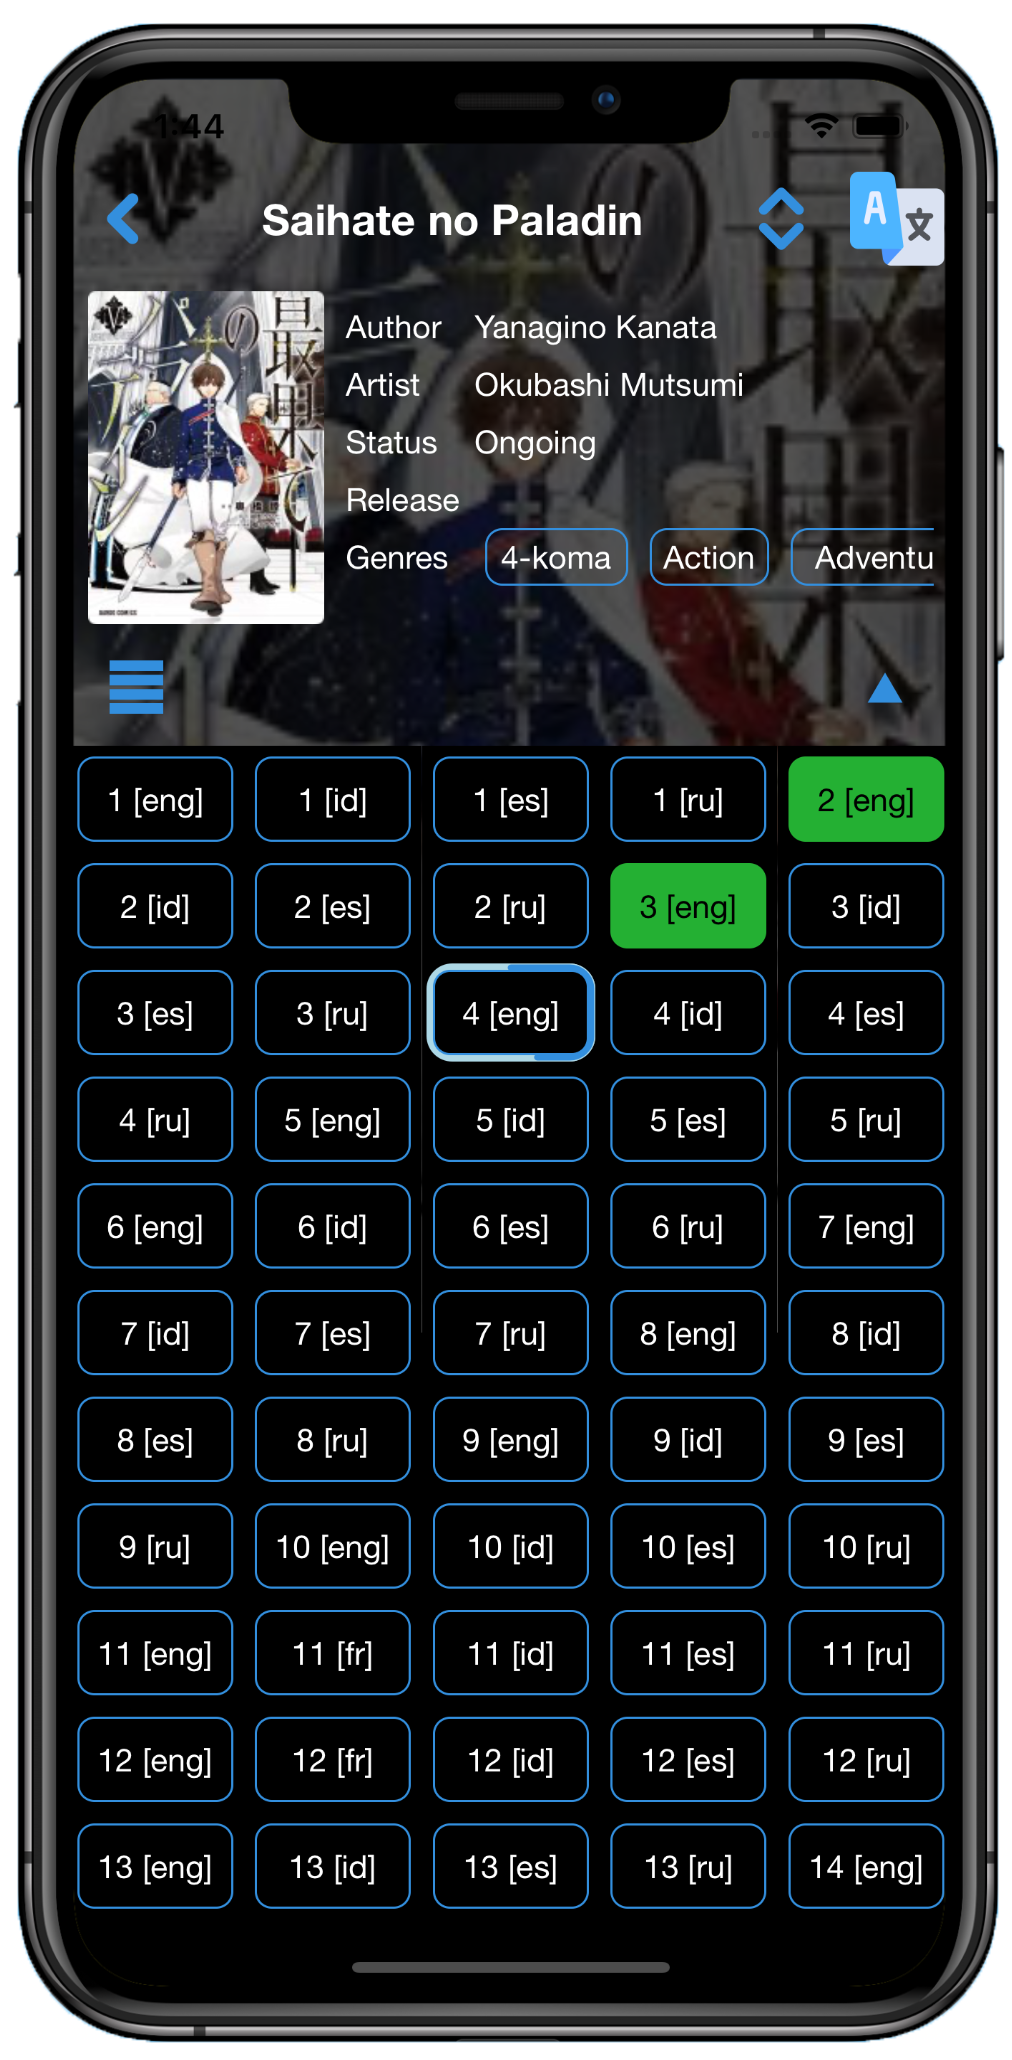 1:44
Saihate no Paladin
A 文
Author Yanagino Kanata
Artist Okubashi Mutsumi
Status Ongoing
Release
Genres 4-koma Action Adventu
1 [eng] 1 [id] 1 [es] 1 [ru] 2 [eng]
2 [id] 2 [es] 2 [ru] 3 [eng] 3 [id]
3 [es] 3 [ru] 4 [eng] 4 [id] 4 [es]
4 [ru] 5 [eng] 5 [id] 5 [es] 5 [ru]
6 [eng] 6 [id] 6 [es] 6 [ru] 7 [eng]
7 [id] 7 [es] 7 [ru] 8 [eng] 8 [id]
8 [es] 8 [ru] 9 [eng] 9 [id] 9 [es]
9 [ru] 10 [eng] 10 [id] 10 [es] 10 [ru]
11 [eng] 11 [fr] 11 [id] 11 [es] 11 [ru]
12 [eng] 12 [fr] 12 [id] 12 [es] 12 [ru]
13 [eng] 13 [id] 13 [es] 13 [ru] 14 [eng]